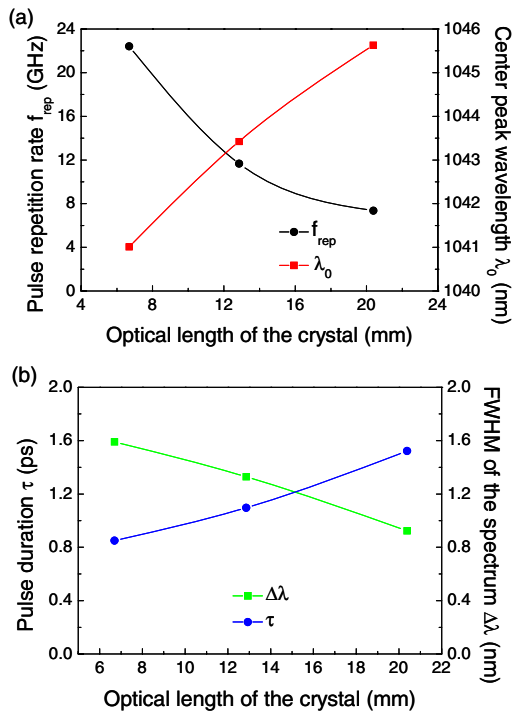 (a)
Pulse repetition rate f_rep (GHz)
24
20
16
12
8
4
0
1046
1045
1044
1043
1042
1041
1040
Center peak wavelength λ_0 (nm)
f_rep
λ_0
4 8 12 16 20 24
Optical length of the crystal (mm)
(b)
Pulse duration τ (ps)
2.0
1.6
1.2
0.8
0.4
0.0
2.0
1.6
1.2
0.8
0.4
0.0
FWHM of the spectrum Δλ (nm)
Δλ
τ
6 8 10 12 14 16 18 20 22
Optical length of the crystal (mm)